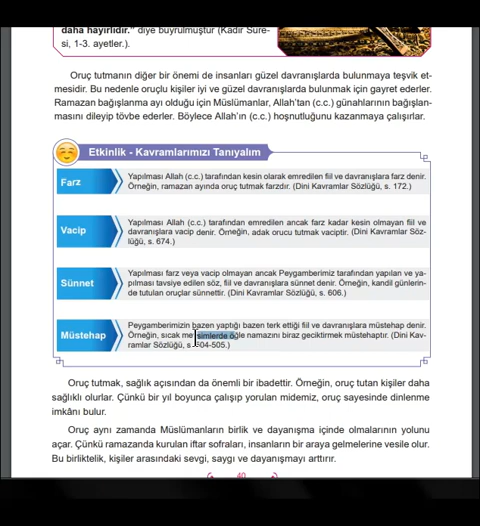 daha hayırlıdır.” diye buyrulmuştur (Kadir Sure-
si, 1-3. ayetler.).
Oruç tutmanın diğer bir önemi de insanları güzel davranışlarda bulunmaya teşvik et-
mesidir. Bu nedenle oruçlu kişiler iyi ve güzel davranışlarda bulunmak için gayret ederler.
Ramazan bağışlanma ayı olduğu için Müslümanlar, Allah’tan (c.c.) günahlarının bağışlan-
masını dileyip tövbe ederler. Böylece Allah’ın (c.c.) hoşnutluğunu kazanmaya çalışırlar.
Etkinlik - Kavramlarımızı Tanıyalım
Farz
Yapılması Allah (c.c.) tarafından kesin olarak emredilen fiil ve davranışlara farz denir.
Örneğin, ramazan ayında oruç tutmak farzdır. (Dini Kavramlar Sözlüğü, s. 172.)
Vacip
Yapılması Allah (c.c.) tarafından emredilen ancak farz kadar kesin olmayan fiil ve
davranışlara vacip denir. Örneğin, adak orucu tutmak vaciptir. (Dini Kavramlar Söz-
lüğü, s. 674.)
Sünnet
Yapılması farz veya vacip olmayan ancak Peygamberimiz tarafından yapılan ve ya-
pılması tavsiye edilen söz, fiil ve davranışlara sünnet denir. Örneğin, kandil günlerin-
de tutulan oruçlar sünnettir. (Dini Kavramlar Sözlüğü, s. 606.)
Müstehap
Peygamberimizin bazen yaptığı bazen terk ettiği fiil ve davranışlara müstehap denir.
Örneğin, sıcak mevsimlerde öğle namazını biraz geciktirmek müstehaptır. (Dini Kav-
ramlar Sözlüğü, s. 504-505.)
Oruç tutmak, sağlık açısından da önemli bir ibadettir. Örneğin, oruç tutan kişiler daha
sağlıklı olurlar. Çünkü bir yıl boyunca çalışıp yorulan midemiz, oruç sayesinde dinlenme
imkânı bulur.
Oruç aynı zamanda Müslümanların birlik ve dayanışma içinde olmalarının yolunu
açar. Çünkü ramazanda kurulan iftar sofraları, insanların bir araya gelmelerine vesile olur.
Bu birliktelik, kişiler arasındaki sevgi, saygı ve dayanışmayı arttırır.
40